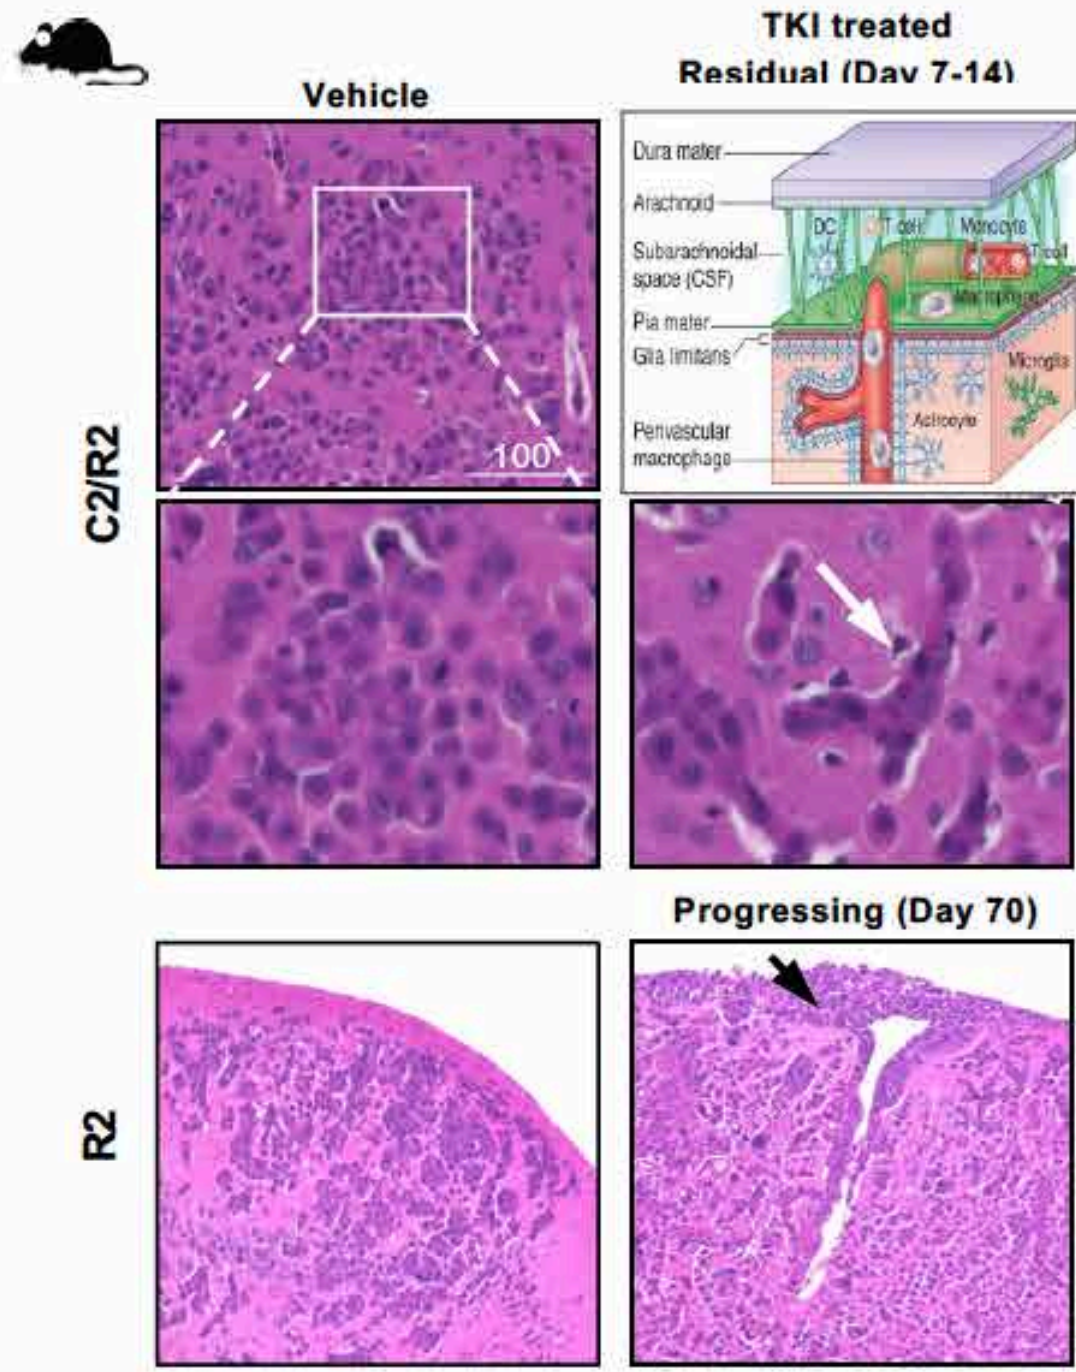 TKI treated
Residual (Day 7-14)
Vehicle
Dura mater
Arachnoid
DC
T cell
Monocyte
T cell
Subarachnoidal
space (CSF)
Macrophage
Pia mater
Glia limitans
Microglia
Astrocyte
Perivascular
macrophage
100
C2/R2
Progressing (Day 70)
R2